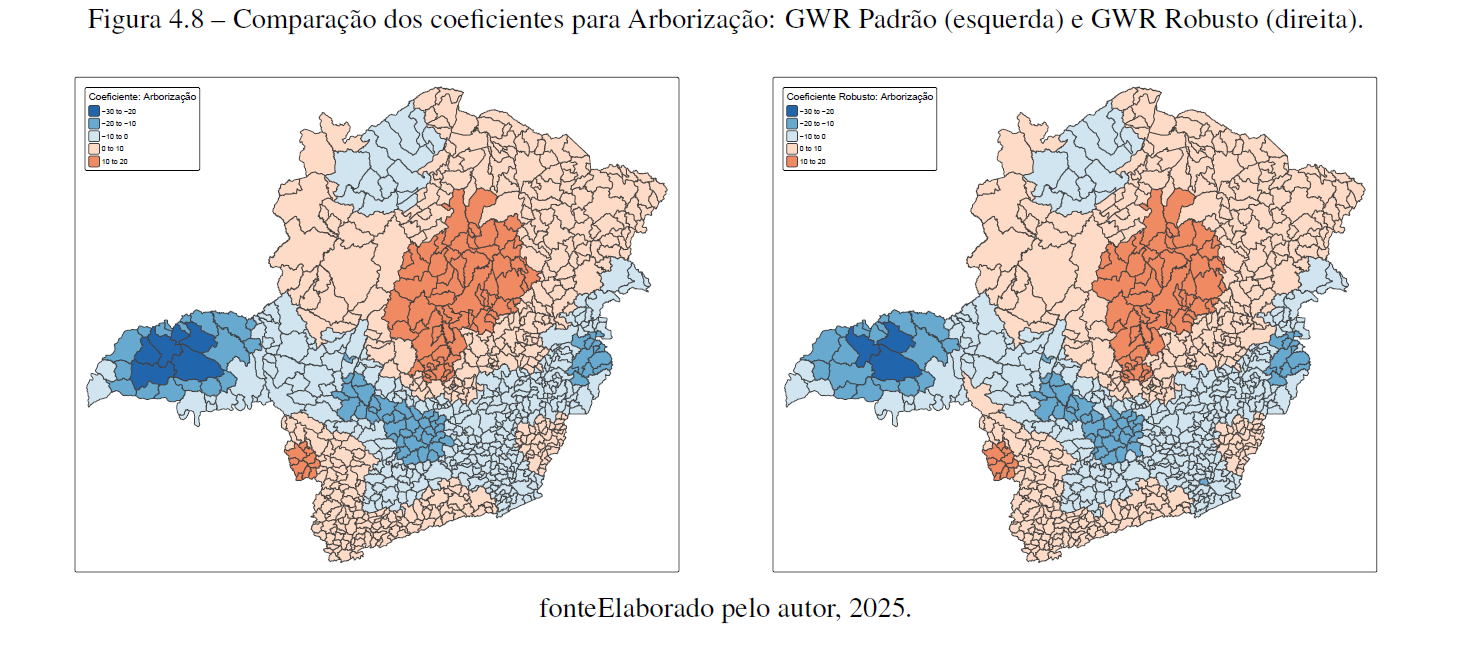 Figura 4.8 – Comparação dos coeficientes para Arborização: GWR Padrão (esquerda) e GWR Robusto (direita).
Coeficiente: Arborização
−30 to −20
−20 to −10
−10 to 0
0 to 10
10 to 20
Coeficiente Robusto: Arborização
−30 to −20
−20 to −10
−10 to 0
0 to 10
10 to 20
fonteElaborado pelo autor, 2025.